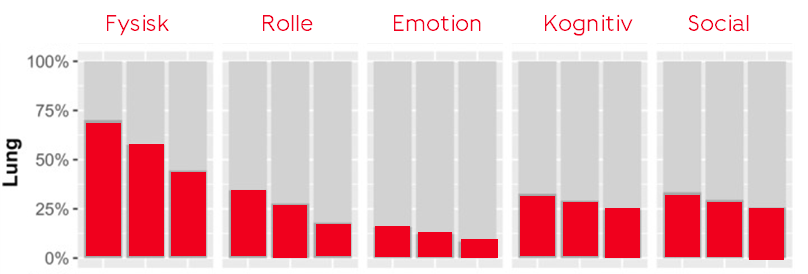 Fysisk Rolle Emotion Kognitiv Social
100%
75%
50%
25%
0%
Lung